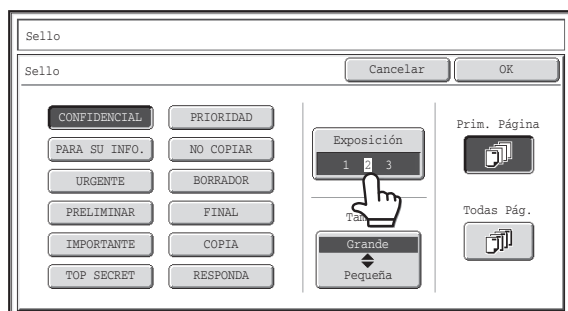 Sello
Sello
Cancelar
OK
CONFIDENCIAL
PRIORIDAD
PARA SU INFO.
NO COPIAR
URGENTE
BORRADOR
PRELIMINAR
FINAL
IMPORTANTE
COPIA
TOP SECRET
RESPONDA
Exposición
1 2 3
Grande
Pequeña
Prim. Página
Todas Pág.